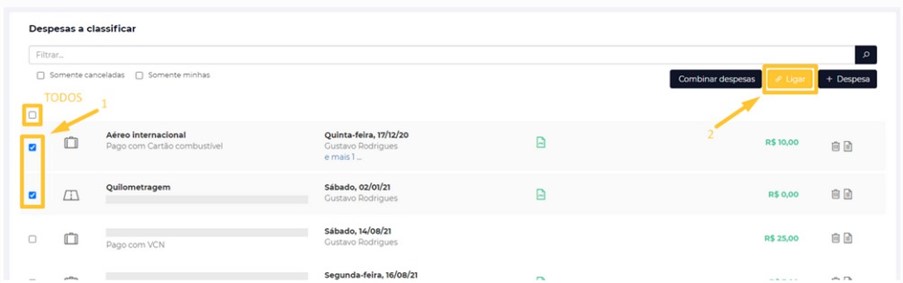 Despesas a classificar
Filtrar...
Somente canceladas Somente minhas
Combinar despesas Ligar + Despesa
TODOS
1
2
Aéreo internacional Quinta-feira, 17/12/20
Pago com Cartão combustível Gustavo Rodrigues R$ 10,00
e mais 1 ...
Quilometragem Sábado, 02/01/21
Gustavo Rodrigues R$ 0,00
Sábado, 14/08/21
Pago com VCN Gustavo Rodrigues R$ 25,00
Segunda-feira, 16/08/21